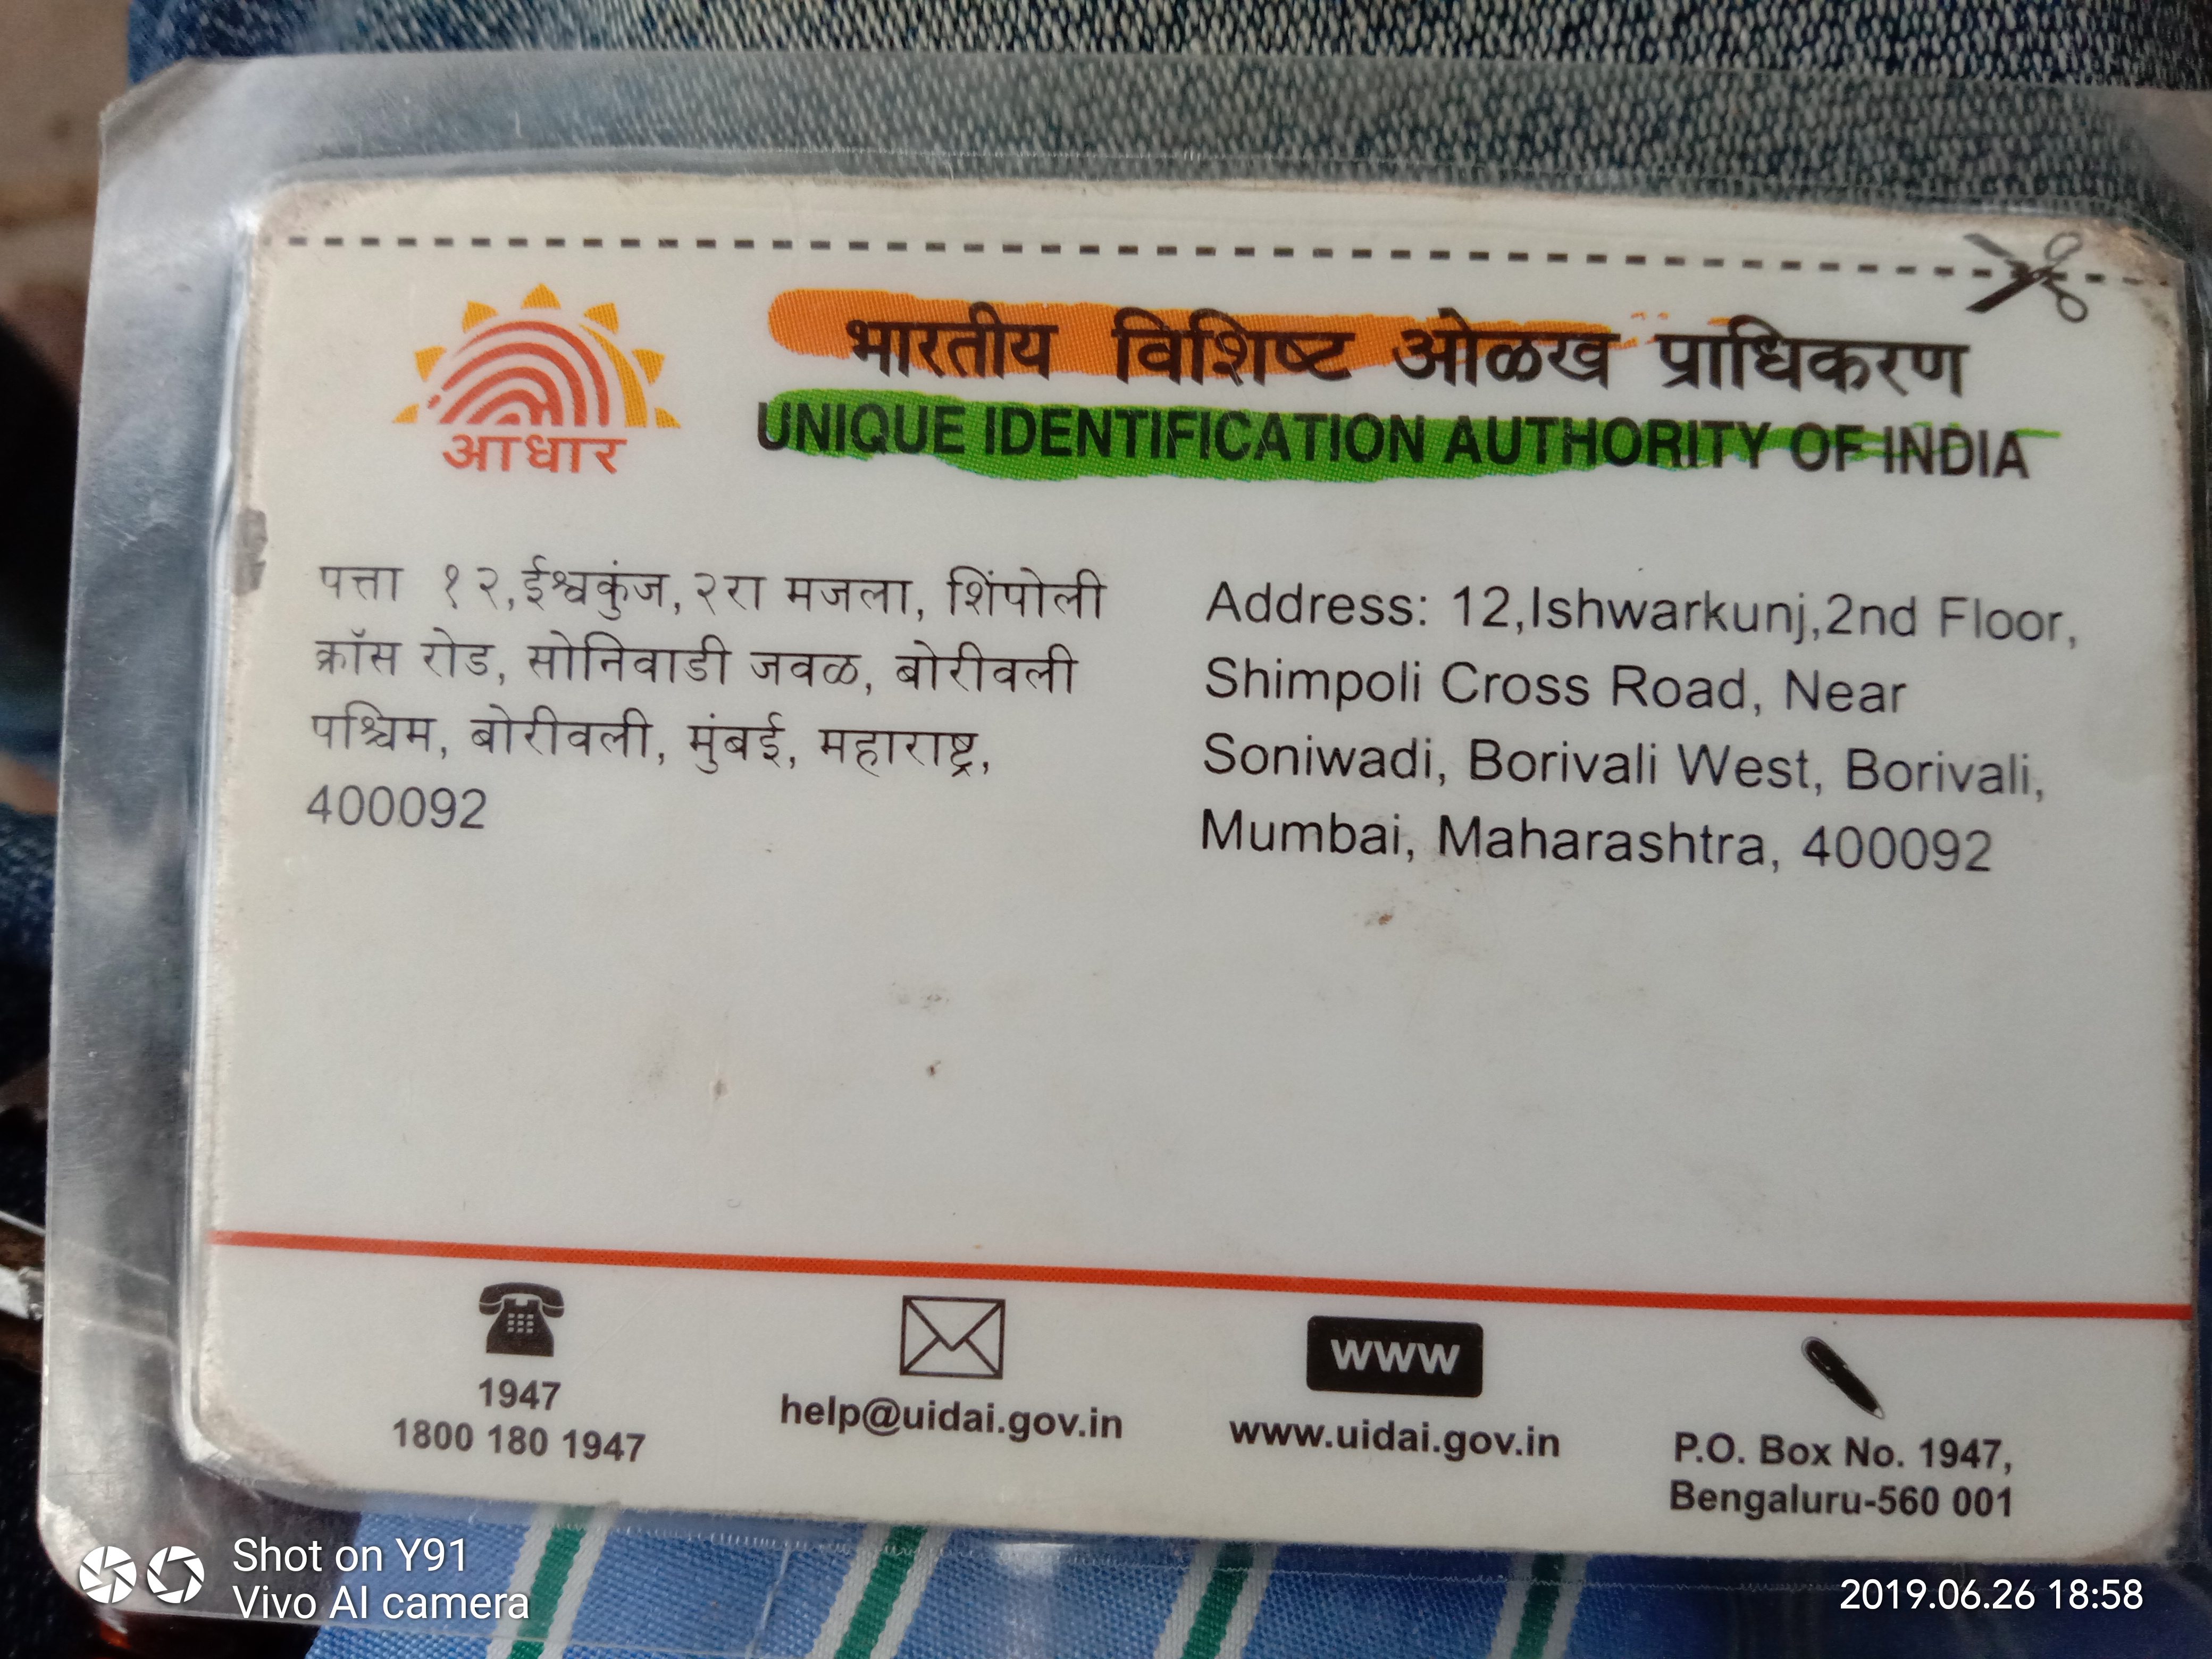 भारतीय विशिष्ट ओळख प्राधिकरण
UNIQUE IDENTIFICATION AUTHORITY OF INDIA
आधार
पत्ता १२,ईश्वकुंज,२रा मजला, शिंपोली
क्रॉस रोड, सोनिवाडी जवळ, बोरीवली
पश्चिम, बोरीवली, मुंबई, महाराष्ट्र,
400092
Address: 12,Ishwarkunj,2nd Floor,
Shimpoli Cross Road, Near
Soniwadi, Borivali West, Borivali,
Mumbai, Maharashtra, 400092
1947
1800 180 1947
help@uidai.gov.in
www
www.uidai.gov.in
P.O. Box No. 1947,
Bengaluru-560 001
Shot on Y91
Vivo AI camera
2019.06.26 18:58